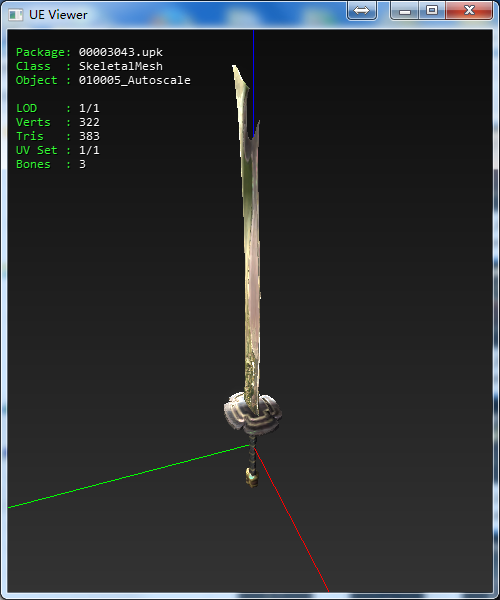 UE Viewer
Package: 00003043.upk
Class : SkeletalMesh
Object : 010005_Autoscale
LOD : 1/1
Verts : 322
Tris : 383
UV Set : 1/1
Bones : 3